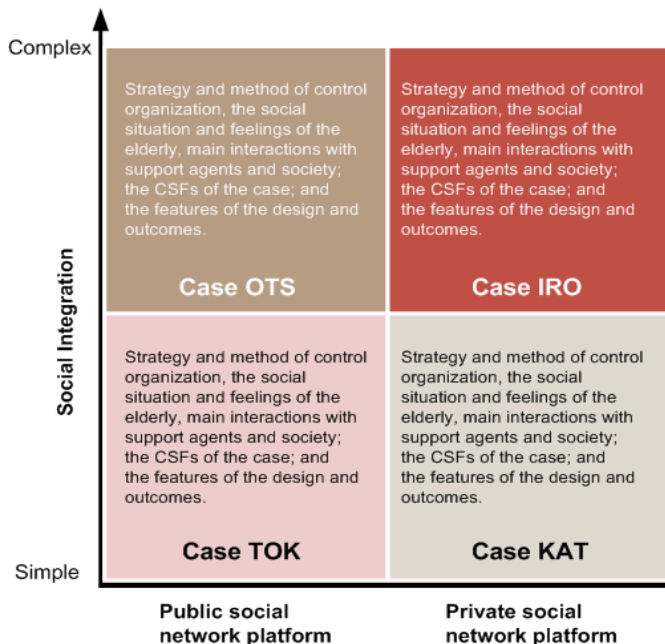 Complex
Strategy and method of control
organization, the social
situation and feelings of the
elderly, main interactions with
support agents and society;
the CSFs of the case; and
the features of the design and
outcomes.
Case OTS
Strategy and method of control
organization, the social
situation and feelings of the
elderly, main interactions with
support agents and society;
the CSFs of the case; and
the features of the design and
outcomes.
Case IRO
Social Integration
Strategy and method of control
organization, the social
situation and feelings of the
elderly, main interactions with
support agents and society;
the CSFs of the case; and
the features of the design and
outcomes.
Case TOK
Strategy and method of control
organization, the social
situation and feelings of the
elderly, main interactions with
support agents and society;
the CSFs of the case; and
the features of the design and
outcomes.
Case KAT
Simple
Public social
network platform
Private social
network platform